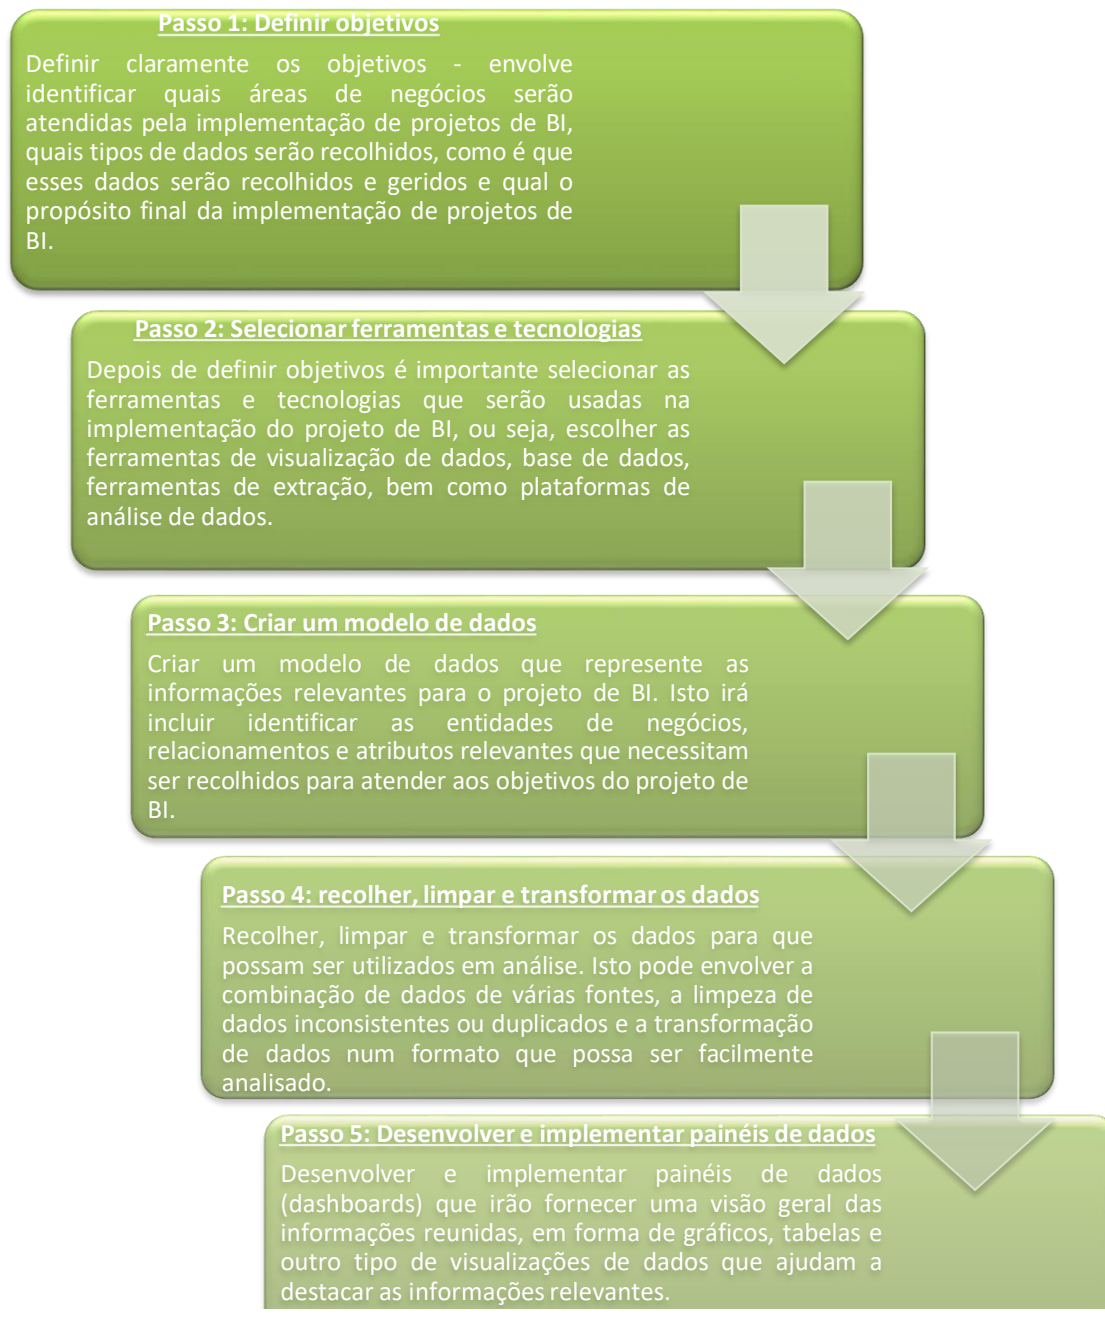 Passo 1: Definir objetivos
Definir claramente os objetivos - envolve
identificar quais áreas de negócios serão
atendidas pela implementação de projetos de BI,
quais tipos de dados serão recolhidos, como é que
esses dados serão recolhidos e geridos e qual o
propósito final da implementação de projetos de
BI.
Passo 2: Selecionar ferramentas e tecnologias
Depois de definir objetivos é importante selecionar as
ferramentas e tecnologias que serão usadas na
implementação do projeto de BI, ou seja, escolher as
ferramentas de visualização de dados, base de dados,
ferramentas de extração, bem como plataformas de
análise de dados.
Passo 3: Criar um modelo de dados
Criar um modelo de dados que represente as
informações relevantes para o projeto de BI. Isto irá
incluir identificar as entidades de negócios,
relacionamentos e atributos relevantes que necessitam
ser recolhidos para atender aos objetivos do projeto de
BI.
Passo 4: recolher, limpar e transformar os dados
Recolher, limpar e transformar os dados para que
possam ser utilizados em análise. Isto pode envolver a
combinação de dados de várias fontes, a limpeza de
dados inconsistentes ou duplicados e a transformação
de dados num formato que possa ser facilmente
analisado.
Passo 5: Desenvolver e implementar painéis de dados
Desenvolver e implementar painéis de dados
(dashboards) que irão fornecer uma visão geral das
informações reunidas, em forma de gráficos, tabelas e
outro tipo de visualizações de dados que ajudam a
destacar as informações relevantes.